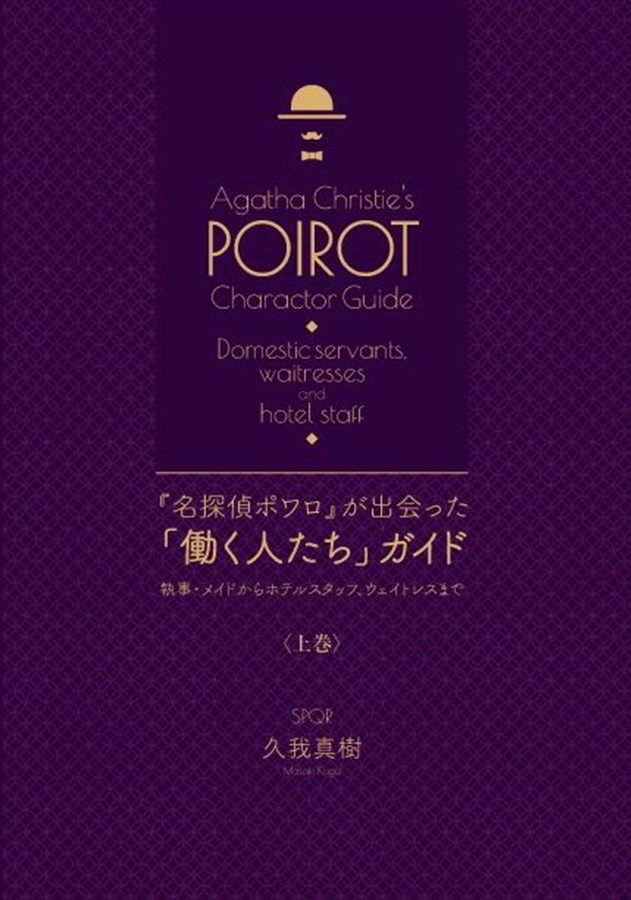 Agatha Christie's
POIROT
Charactor Guide
Domestic servants,
waitresses
and
hotel staff
『名探偵ポワロ』が出会った
「働く人たち」ガイド
執事・メイドからホテルスタッフ、ウェイトレスまで
〈上巻〉
SPQR
久我真樹
Masaki Kuga